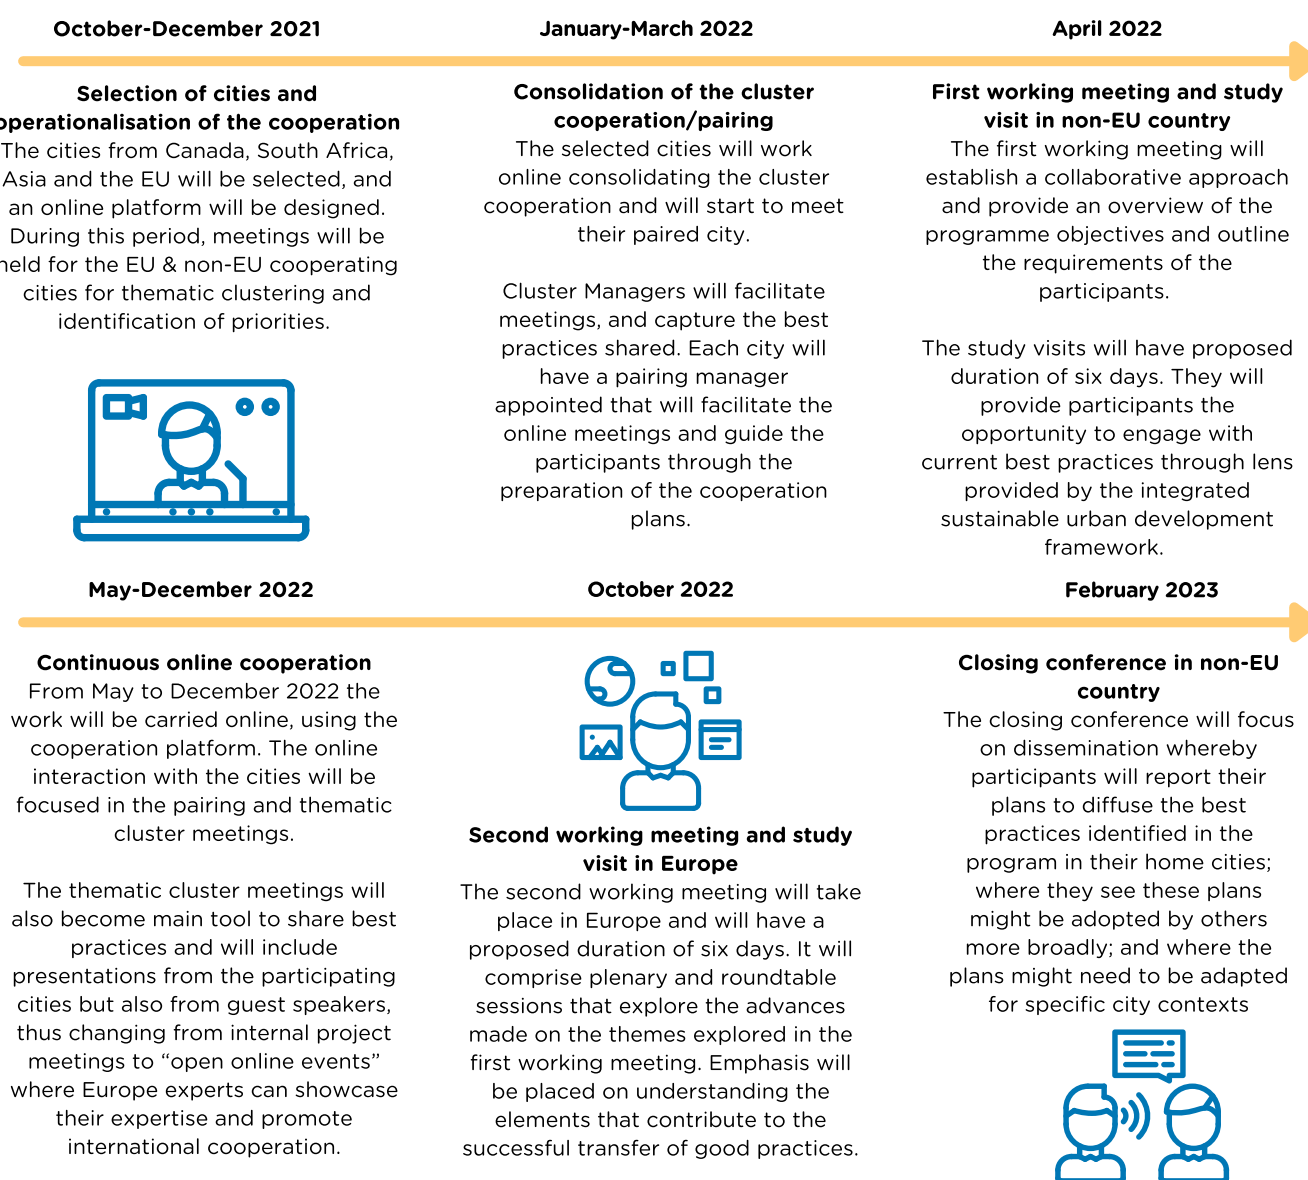 October-December 2021
January-March 2022
April 2022
Selection of cities and
operationalisation of the cooperation
The cities from Canada, South Africa,
Asia and the EU will be selected, and
an online platform will be designed.
During this period, meetings will be
held for the EU & non-EU cooperating
cities for thematic clustering and
identification of priorities.
Consolidation of the cluster
cooperation/pairing
The selected cities will work
online consolidating the cluster
cooperation and will start to meet
their paired city.
Cluster Managers will facilitate
meetings, and capture the best
practices shared. Each city will
have a pairing manager
appointed that will facilitate the
online meetings and guide the
participants through the
preparation of the cooperation
plans.
First working meeting and study
visit in non-EU country
The first working meeting will
establish a collaborative approach
and provide an overview of the
programme objectives and outline
the requirements of the
participants.
The study visits will have proposed
duration of six days. They will
provide participants the
opportunity to engage with
current best practices through lens
provided by the integrated
sustainable urban development
framework.
May-December 2022
October 2022
February 2023
Continuous online cooperation
From May to December 2022 the
work will be carried online, using the
cooperation platform. The online
interaction with the cities will be
focused in the pairing and thematic
cluster meetings.
The thematic cluster meetings will
also become main tool to share best
practices and will include
presentations from the participating
cities but also from guest speakers,
thus changing from internal project
meetings to “open online events”
where Europe experts can showcase
their expertise and promote
international cooperation.
Second working meeting and study
visit in Europe
The second working meeting will take
place in Europe and will have a
proposed duration of six days. It will
comprise plenary and roundtable
sessions that explore the advances
made on the themes explored in the
first working meeting. Emphasis will
be placed on understanding the
elements that contribute to the
successful transfer of good practices.
Closing conference in non-EU
country
The closing conference will focus
on dissemination whereby
participants will report their
plans to diffuse the best
practices identified in the
program in their home cities;
where they see these plans
might be adopted by others
more broadly; and where the
plans might need to be adapted
for specific city contexts